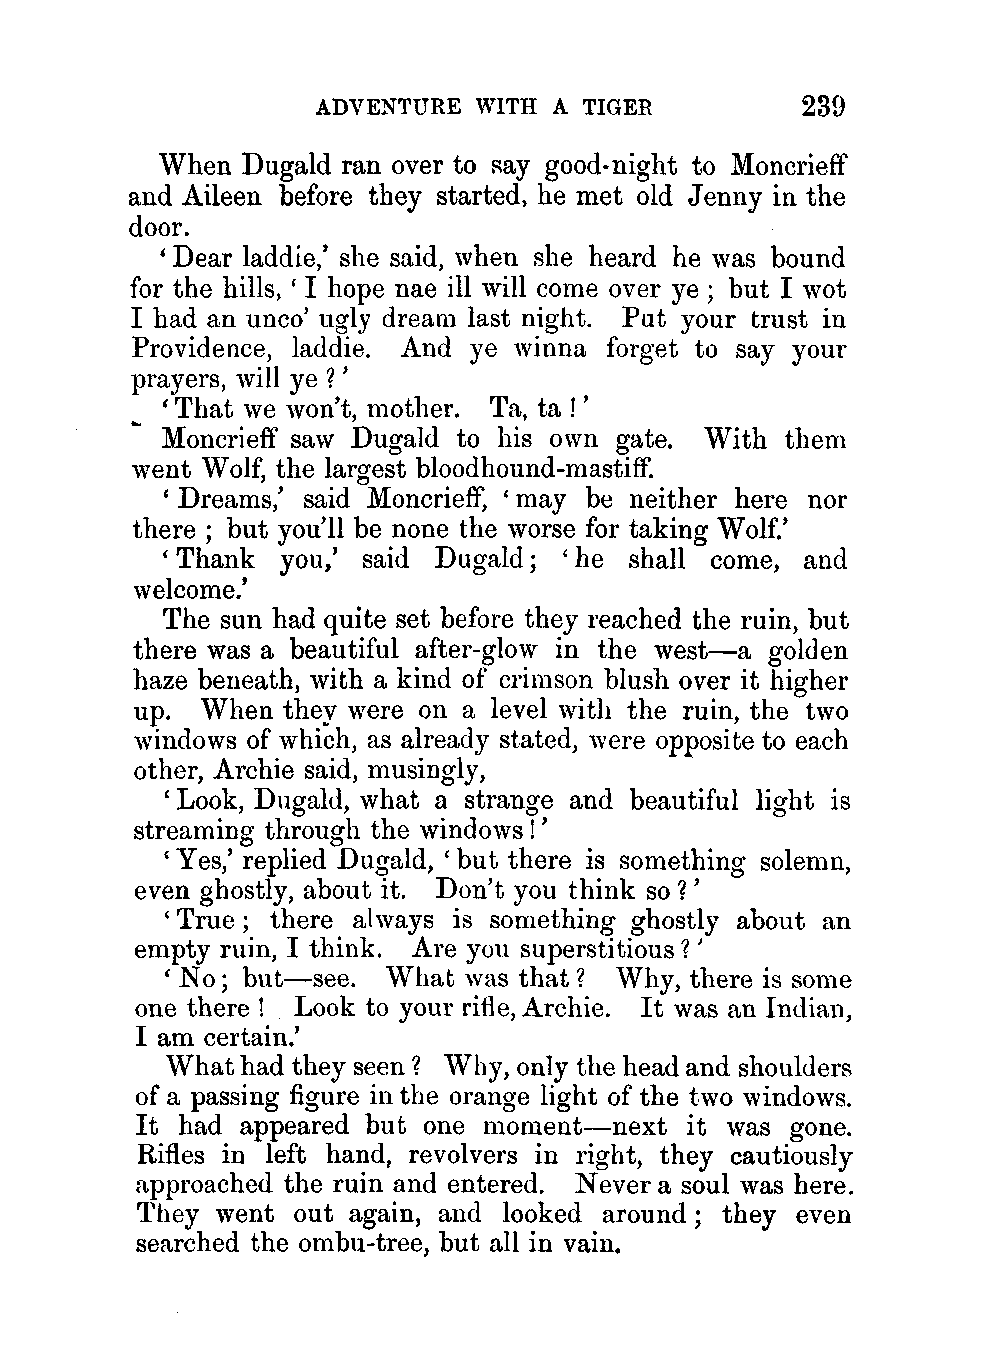 ADVENTURE WITH A TIGER 239
When Dugald ran over to say good-night to Moncrieff
and Aileen before they started, he met old Jenny in the
door.
‘Dear laddie,’ she said, when she heard he was bound
for the hills, ‘I hope nae ill will come over ye; but I wot
I had an unco’ ugly dream last night. Put your trust in
Providence, laddie. And ye winna forget to say your
prayers, will ye?’
‘That we won’t, mother. Ta, ta!’
Moncrieff saw Dugald to his own gate. With them
went Wolf, the largest bloodhound-mastiff.
‘Dreams,’ said Moncrieff, ‘may be neither here nor
there; but you’ll be none the worse for taking Wolf.’
‘Thank you,’ said Dugald; ‘he shall come, and
welcome.’
The sun had quite set before they reached the ruin, but
there was a beautiful after-glow in the west—a golden
haze beneath, with a kind of crimson blush over it higher
up. When they were on a level with the ruin, the two
windows of which, as already stated, were opposite to each
other, Archie said, musingly,
‘Look, Dugald, what a strange and beautiful light is
streaming through the windows!’
‘Yes,’ replied Dugald, ‘but there is something solemn,
even ghostly, about it. Don’t you think so?’
‘True; there always is something ghostly about an
empty ruin, I think. Are you superstitious?’
‘No; but—see. What was that? Why, there is some
one there! Look to your rifle, Archie. It was an Indian,
I am certain.’
What had they seen? Why, only the head and shoulders
of a passing figure in the orange light of the two windows.
It had appeared but one moment—next it was gone.
Rifles in left hand, revolvers in right, they cautiously
approached the ruin and entered. Never a soul was here.
They went out again, and looked around; they even
searched the ombu-tree, but all in vain.